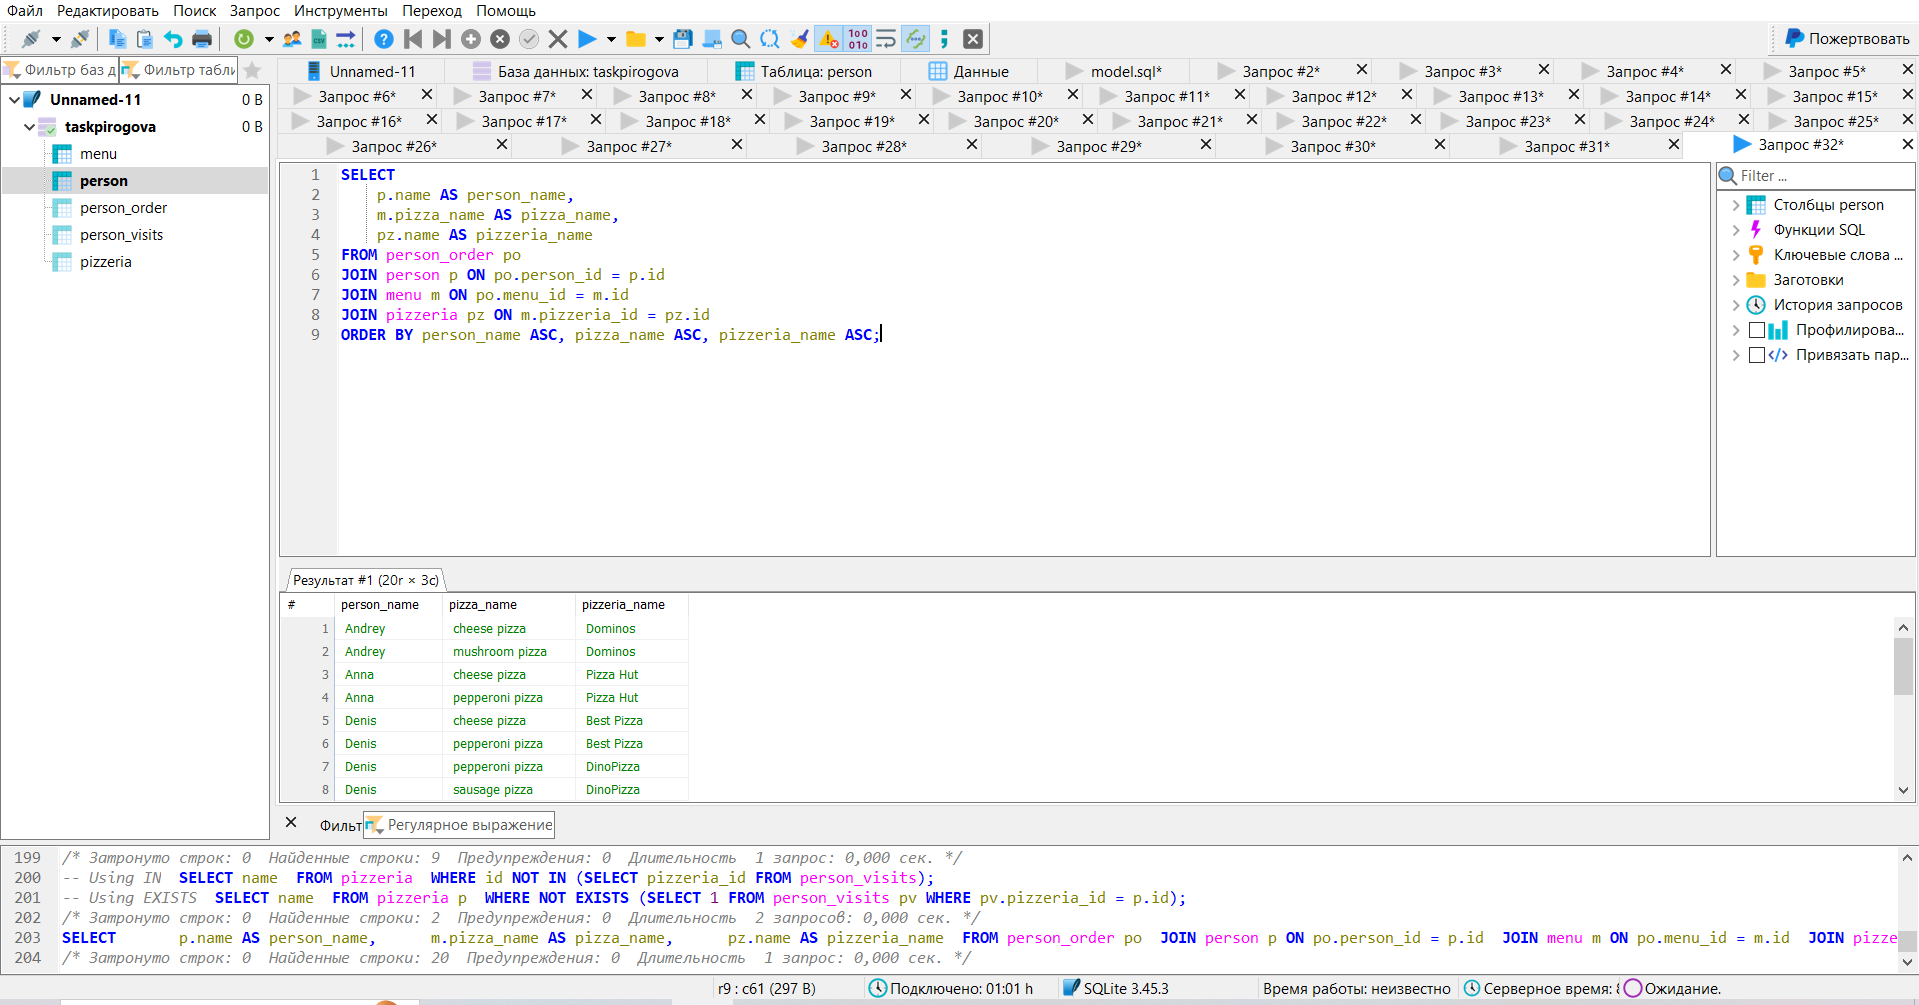 Файл Редактировать Поиск Запрос Инструменты Переход Помощь
Пожертвовать
Фильтр баз д Фильтр табли
Unnamed-11 База данных: taskpirogova Таблица: person Данные model.sql* Запрос #2* Запрос #3* Запрос #4* Запрос #5*
Запрос #6* Запрос #7* Запрос #8* Запрос #9* Запрос #10* Запрос #11* Запрос #12* Запрос #13* Запрос #14* Запрос #15*
Запрос #16* Запрос #17* Запрос #18* Запрос #19* Запрос #20* Запрос #21* Запрос #22* Запрос #23* Запрос #24* Запрос #25*
Запрос #26* Запрос #27* Запрос #28* Запрос #29* Запрос #30* Запрос #31* Запрос #32*
Unnamed-11 0 B
taskpirogova 0 B
menu
person
person_order
person_visits
pizzeria
1 SELECT
2 p.name AS person_name,
3 m.pizza_name AS pizza_name,
4 pz.name AS pizzeria_name
5 FROM person_order po
6 JOIN person p ON po.person_id = p.id
7 JOIN menu m ON po.menu_id = m.id
8 JOIN pizzeria pz ON m.pizzeria_id = pz.id
9 ORDER BY person_name ASC, pizza_name ASC, pizzeria_name ASC;
Filter ...
Столбцы person
Функции SQL
Ключевые слова ...
Заготовки
История запросов
Профилирова...
Привязать пар...
Результат #1 (20r × 3c)
# person_name pizza_name pizzeria_name
1 Andrey cheese pizza Dominos
2 Andrey mushroom pizza Dominos
3 Anna cheese pizza Pizza Hut
4 Anna pepperoni pizza Pizza Hut
5 Denis cheese pizza Best Pizza
6 Denis pepperoni pizza Best Pizza
7 Denis pepperoni pizza DinoPizza
8 Denis sausage pizza DinoPizza
Фильт Регулярное выражение
199 /* Затронуто строк: 0 Найденные строки: 9 Предупреждения: 0 Длительность 1 запрос: 0,000 сек. */
200 -- Using IN SELECT name FROM pizzeria WHERE id NOT IN (SELECT pizzeria_id FROM person_visits);
201 -- Using EXISTS SELECT name FROM pizzeria p WHERE NOT EXISTS (SELECT 1 FROM person_visits pv WHERE pv.pizzeria_id = p.id);
202 /* Затронуто строк: 0 Найденные строки: 2 Предупреждения: 0 Длительность 2 запросов: 0,000 сек. */
203 SELECT p.name AS person_name, m.pizza_name AS pizza_name, pz.name AS pizzeria_name FROM person_order po JOIN person p ON po.person_id = p.id JOIN menu m ON po.menu_id = m.id JOIN pizze
204 /* Затронуто строк: 0 Найденные строки: 20 Предупреждения: 0 Длительность 1 запрос: 0,000 сек. */
r9 : c61 (297 B) Подключено: 01:01 h SQLite 3.45.3 Время работы: неизвестно Серверное время: Ожидание.